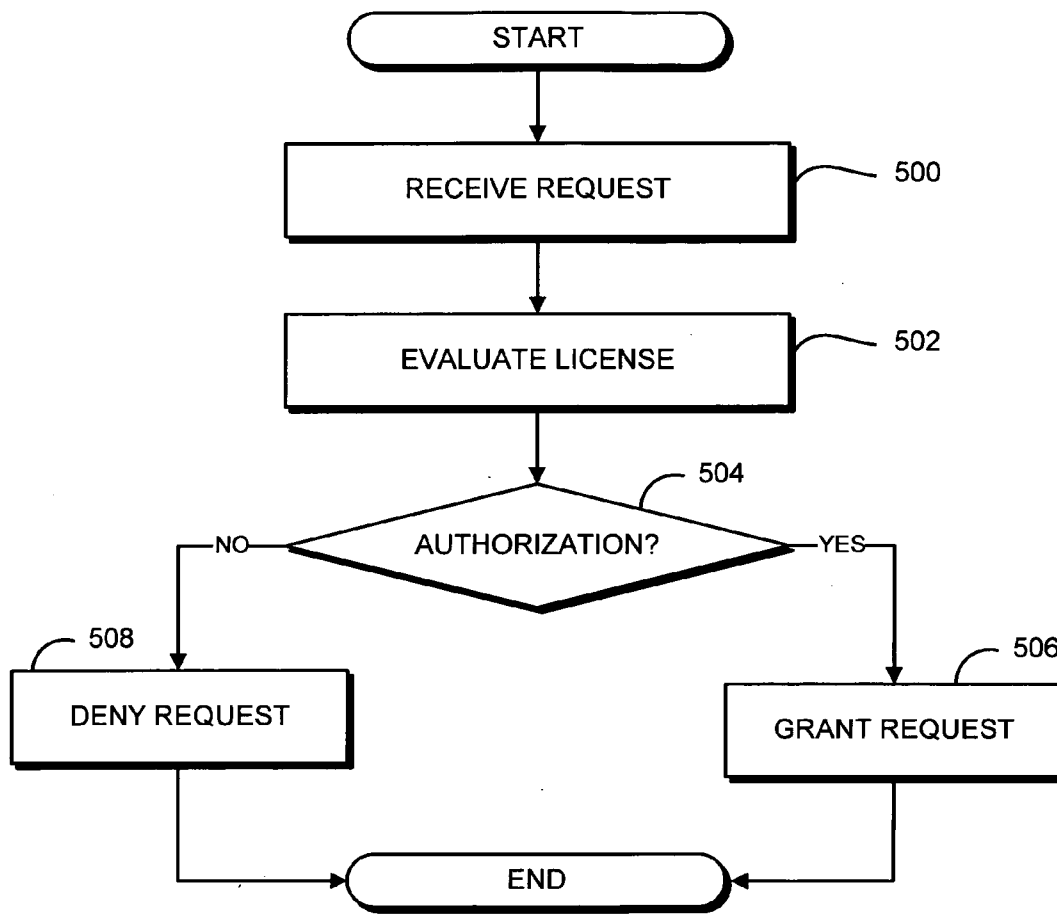 START
RECEIVE REQUEST
500
EVALUATE LICENSE
502
504
AUTHORIZATION?
NO
YES
508
506
DENY REQUEST
GRANT REQUEST
END